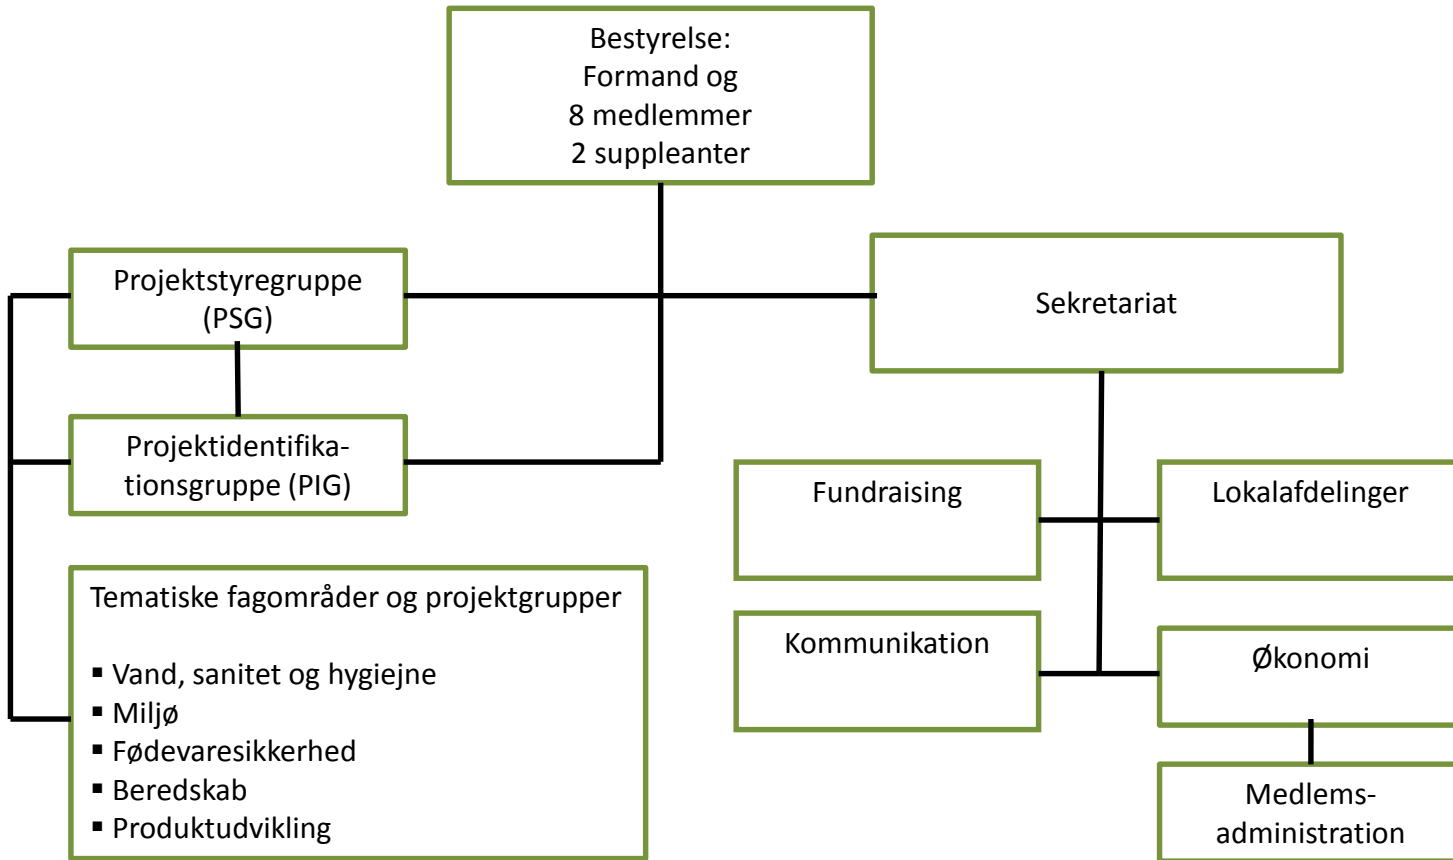 Bestyrelse:
Formand og
8 medlemmer
2 suppleanter
Projektstyregruppe
(PSG)
Sekretariat
Projektidentifika-
tionsgruppe (PIG)
Fundraising
Lokalafdelinger
Tematiske fagområder og projektgrupper
▪ Vand, sanitet og hygiejne
▪ Miljø
▪ Fødevaresikkerhed
▪ Beredskab
▪ Produktudvikling
Kommunikation
Økonomi
Medlems-
administration